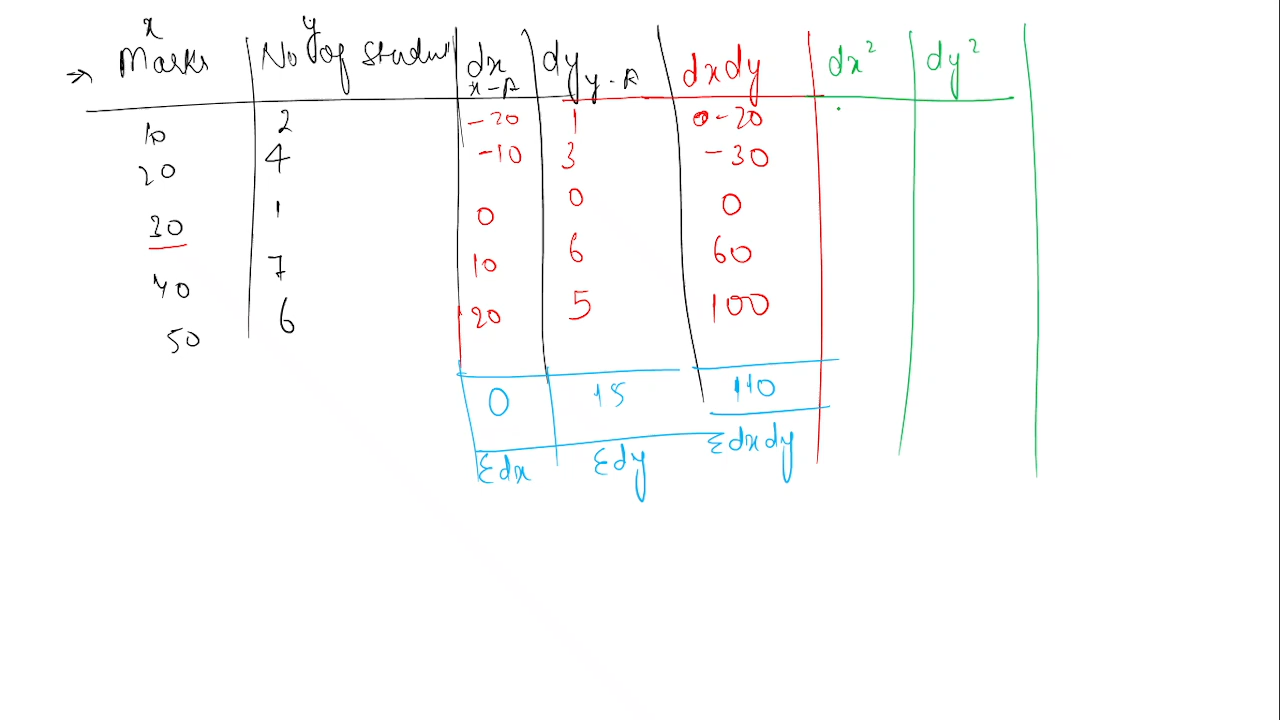 x y
→ Marks No of student dx dy dxdy dx² dy²
x-A y-A
10 2 -20 1 -20
20 4 -10 3 -30
30 1 0 0 0
40 7 10 6 60
50 6 20 5 100
0 15 110
Σdx Σdy Σdxdy